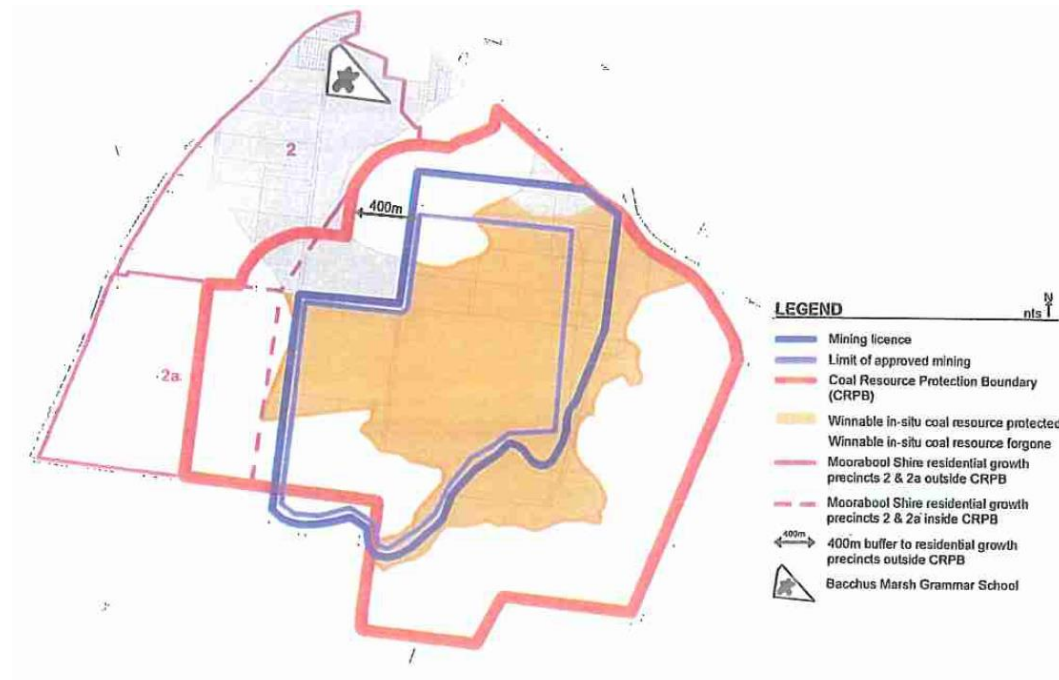 2
400m
2a
LEGEND
N
nts
Mining licence
Limit of approved mining
Coal Resource Protection Boundary
(CRPB)
Winnable in-situ coal resource protected
Winnable in-situ coal resource forgone
Moorabool Shire residential growth
precincts 2 & 2a outside CRPB
Moorabool Shire residential growth
precincts 2 & 2a inside CRPB
400m
400m buffer to residential growth
precincts outside CRPB
Bacchus Marsh Grammar School